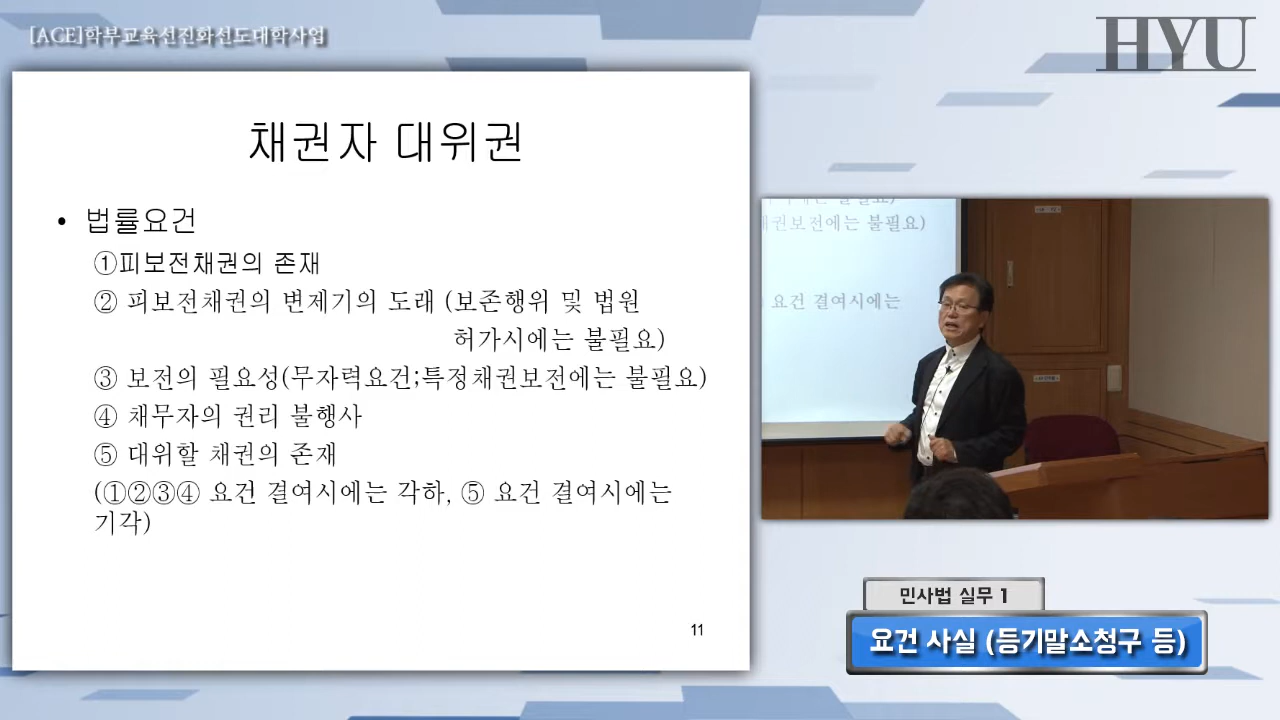 [ACE]학부교육선진화선도대학사업
HYU
채권자 대위권
• 법률요건
①피보전채권의 존재
② 피보전채권의 변제기의 도래 (보존행위 및 법원
허가시에는 불필요)
③ 보전의 필요성(무자력요건;특정채권보전에는 불필요)
④ 채무자의 권리 불행사
⑤ 대위할 채권의 존재
(①②③④ 요건 결여시에는 각하, ⑤ 요건 결여시에는
기각)
11
채권보전에는 불필요)
요건 결여시에는
민사법 실무 1
요건 사실 (등기말소청구 등)